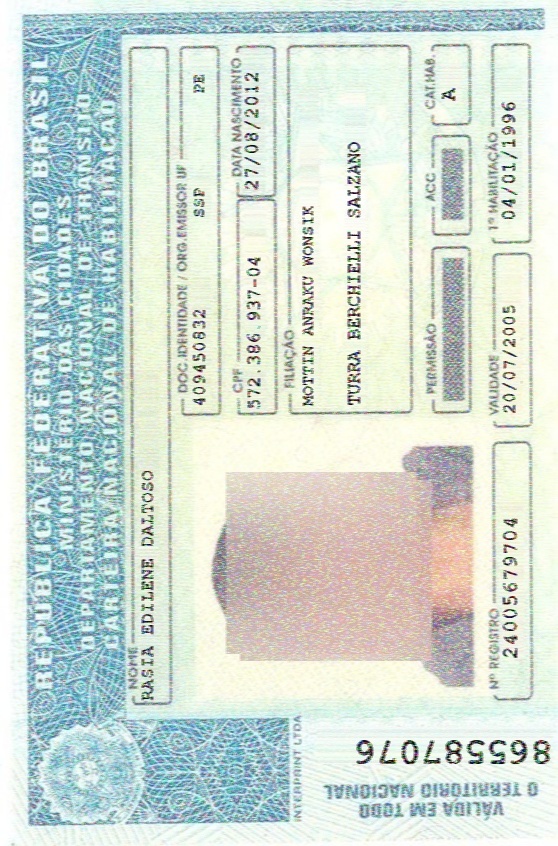 REPÚBLICA FEDERATIVA DO BRASIL
MINISTÉRIO DAS CIDADES
DEPARTAMENTO NACIONAL DE TRÂNSITO
CARTEIRA NACIONAL DE HABILITAÇÃO
NOME
RASIA EDILENE DALTOSO
DOC. IDENTIDADE / ORG. EMISSOR UF
409450832 SSP PE
CPF
572.386.937-04
DATA NASCIMENTO
27/08/2012
FILIAÇÃO
MOTTIN ANRAKU WONSIK
TURRA BERCHIELLI SALZANO
PERMISSÃO
ACC
CAT.HAB.
A
Nº REGISTRO
24005679704
VALIDADE
20/07/2005
1ª HABILITAÇÃO
04/01/1996
INTERPRINT LTDA
VÁLIDA EM TODO
O TERRITÓRIO NACIONAL
865587076